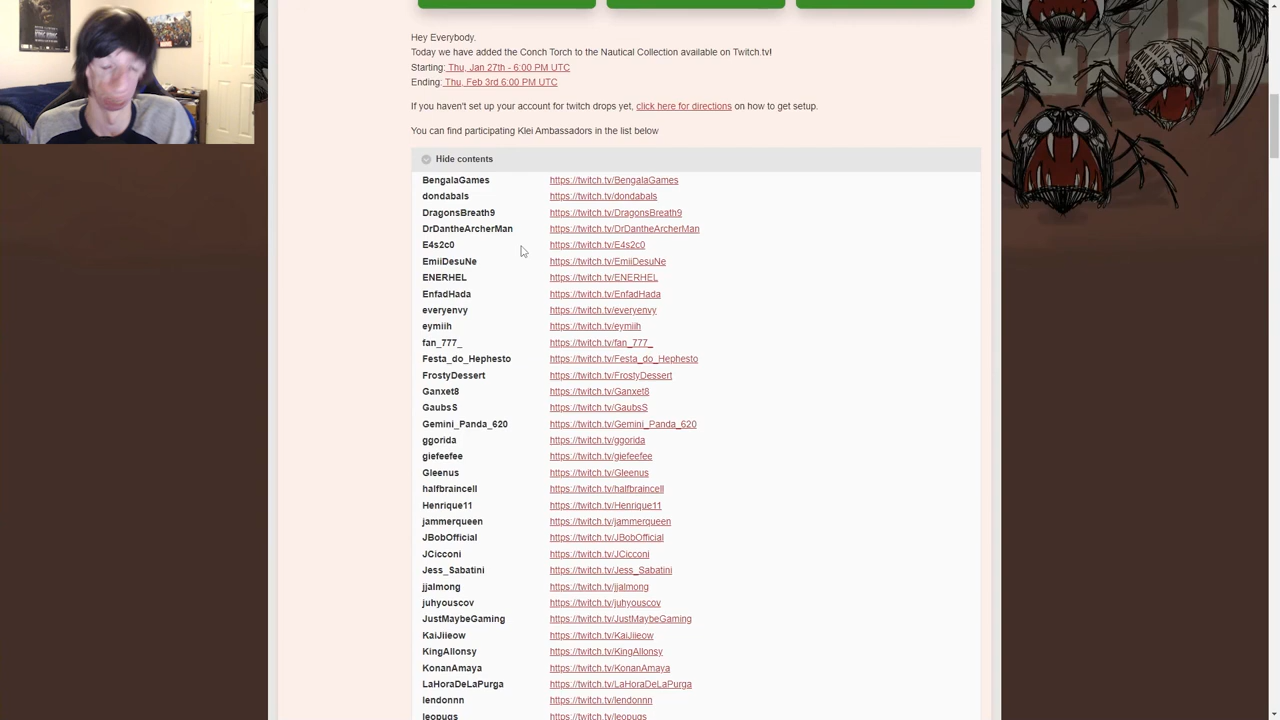 Hey Everybody.
Today we have added the Conch Torch to the Nautical Collection available on Twitch.tv!
Starting: Thu, Jan 27th - 6:00 PM UTC
Ending: Thu, Feb 3rd 6:00 PM UTC
If you haven't set up your account for twitch drops yet, click here for directions on how to get setup.
You can find participating Klei Ambassadors in the list below
Hide contents
BengalaGames https://twitch.tv/BengalaGames
dondabals https://twitch.tv/dondabals
DragonsBreath9 https://twitch.tv/DragonsBreath9
DrDantheArcherMan https://twitch.tv/DrDantheArcherMan
E4s2c0 https://twitch.tv/E4s2c0
EmiiDesuNe https://twitch.tv/EmiiDesuNe
ENERHEL https://twitch.tv/ENERHEL
EnfadHada https://twitch.tv/EnfadHada
everyenvy https://twitch.tv/everyenvy
eymiih https://twitch.tv/eymiih
fan_777_ https://twitch.tv/fan_777_
Festa_do_Hephesto https://twitch.tv/Festa_do_Hephesto
FrostyDessert https://twitch.tv/FrostyDessert
Ganxet8 https://twitch.tv/Ganxet8
GaubsS https://twitch.tv/GaubsS
Gemini_Panda_620 https://twitch.tv/Gemini_Panda_620
ggorida https://twitch.tv/ggorida
giefeefee https://twitch.tv/giefeefee
Gleenus https://twitch.tv/Gleenus
halfbraincell https://twitch.tv/halfbraincell
Henrique11 https://twitch.tv/Henrique11
jammerqueen https://twitch.tv/jammerqueen
JBobOfficial https://twitch.tv/JBobOfficial
JCicconi https://twitch.tv/JCicconi
Jess_Sabatini https://twitch.tv/Jess_Sabatini
jjalmong https://twitch.tv/jjalmong
juhyouscov https://twitch.tv/juhyouscov
JustMaybeGaming https://twitch.tv/JustMaybeGaming
KaiJiieow https://twitch.tv/KaiJiieow
KingAllonsy https://twitch.tv/KingAllonsy
KonanAmaya https://twitch.tv/KonanAmaya
LaHoraDeLaPurga https://twitch.tv/LaHoraDeLaPurga
lendonnn https://twitch.tv/lendonnn
leopugs https://twitch.tv/leopugs